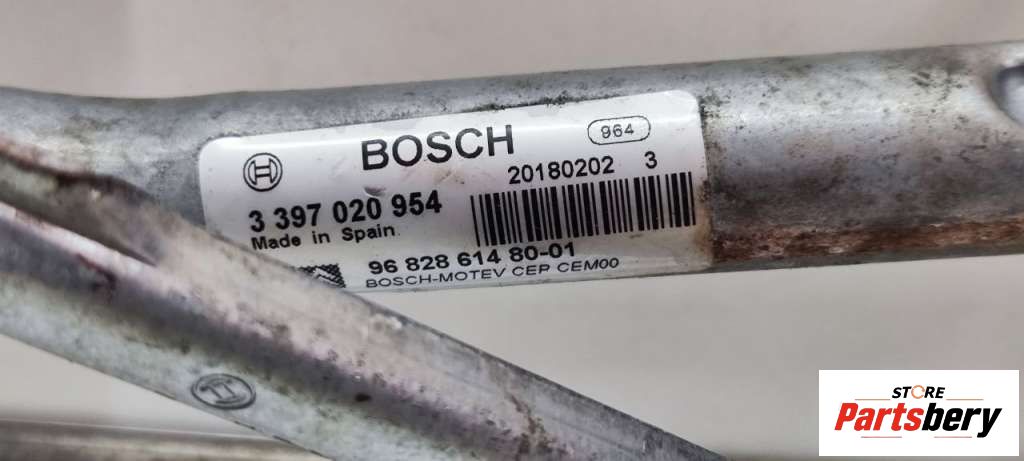 BOSCH
964
20180202 3
3 397 020 954
Made in Spain
96 828 614 80-01
BOSCH-MOTEV CEP CEM00
STORE
Partsbery